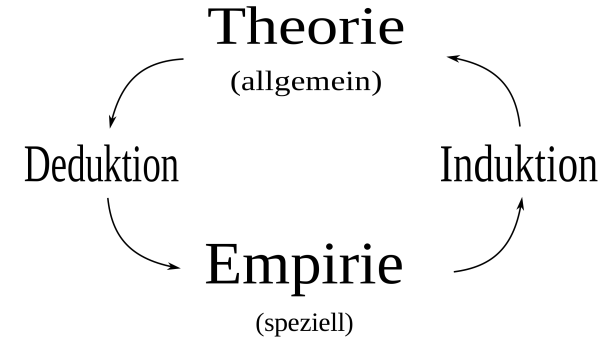 Theorie
(allgemein)
Deduktion
Induktion
Empirie
(speziell)